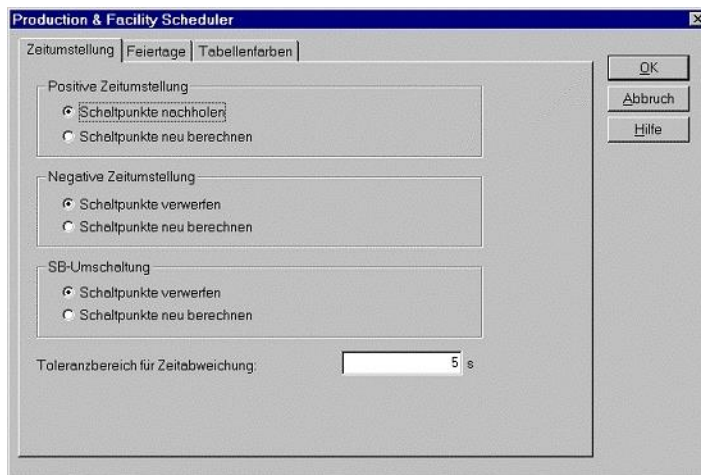 Production & Facility Scheduler
Zeitumstellung Feiertage Tabellenfarben
OK
Abbruch
Hilfe
Positive Zeitumstellung
Schaltpunkte nachholen
Schaltpunkte neu berechnen
Negative Zeitumstellung
Schaltpunkte verwerfen
Schaltpunkte neu berechnen
SB-Umschaltung
Schaltpunkte verwerfen
Schaltpunkte neu berechnen
Toleranzbereich für Zeitabweichung: 5 s